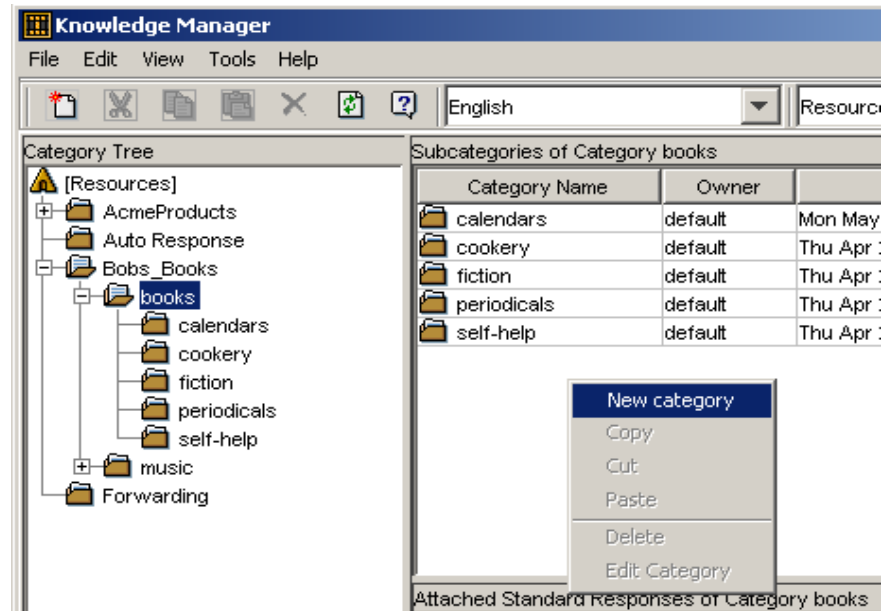 Knowledge Manager
File Edit View Tools Help
English Resourc
Category Tree
[Resources]
AcmeProducts
Auto Response
Bobs_Books
books
calendars
cookery
fiction
periodicals
self-help
music
Forwarding
Subcategories of Category books
Category Name Owner
calendars default Mon May
cookery default Thu Apr
fiction default Thu Apr
periodicals default Thu Apr
self-help default Thu Apr
New category
Copy
Cut
Paste
Delete
Edit Category
Attached Standard Responses of Category books